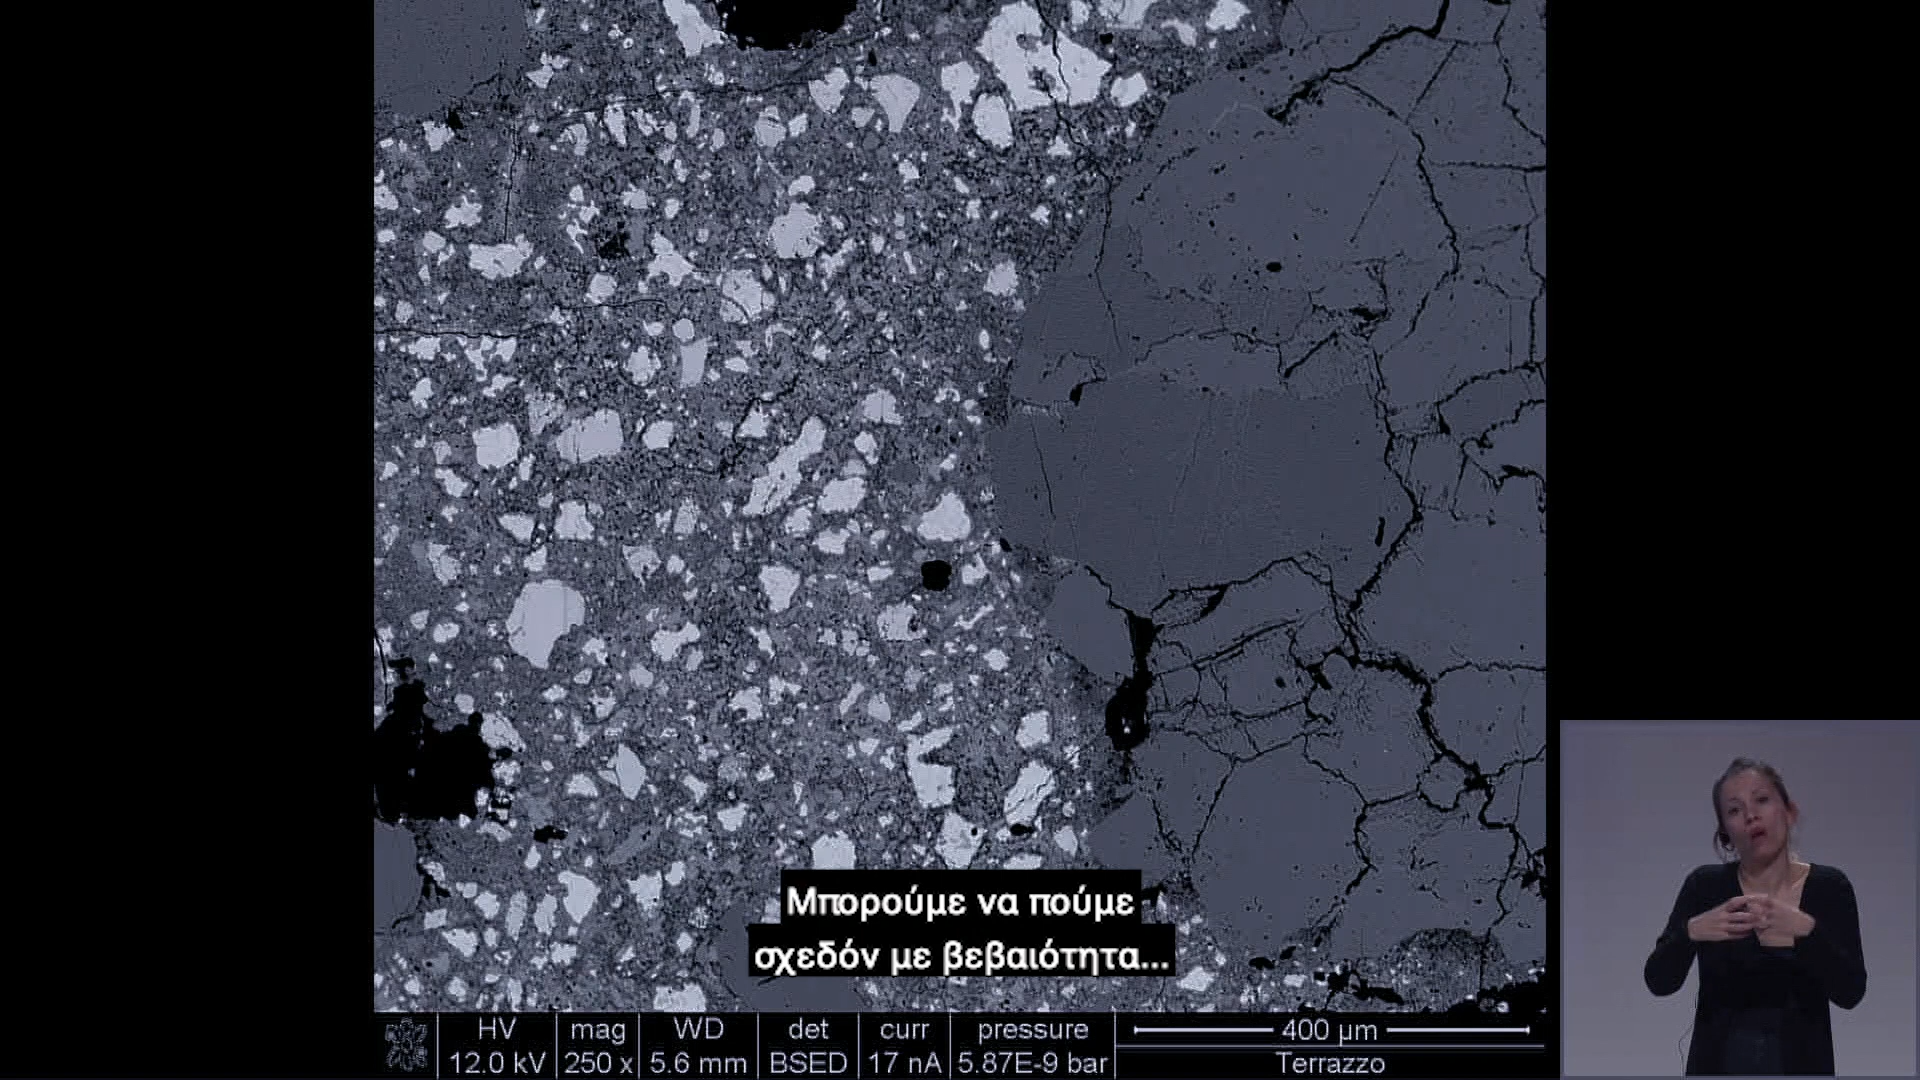 Μπορούμε να πούμε
σχεδόν με βεβαιότητα...
HV mag WD det curr pressure 400 µm
12.0 kV 250 x 5.6 mm BSED 17 nA 5.87E-9 bar Terrazzo